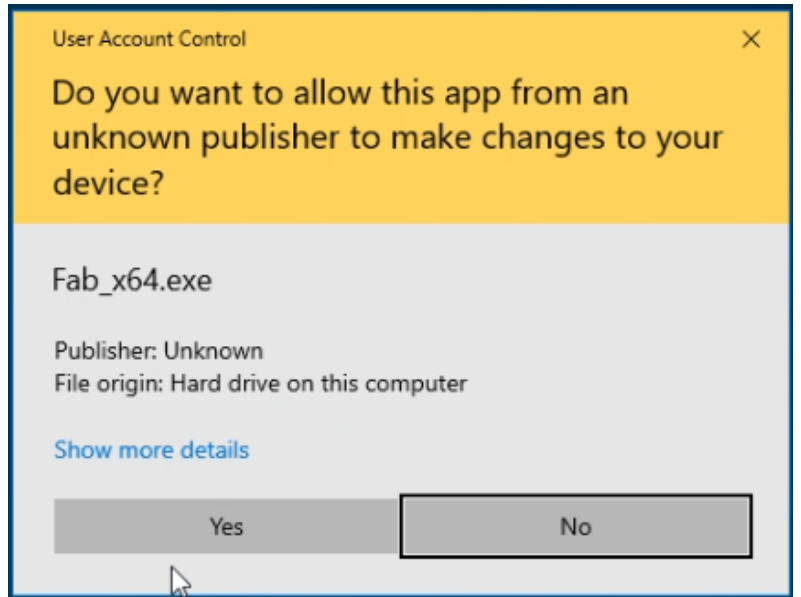 User Account Control
Do you want to allow this app from an
unknown publisher to make changes to your
device?
Fab_x64.exe
Publisher: Unknown
File origin: Hard drive on this computer
Show more details
Yes
No